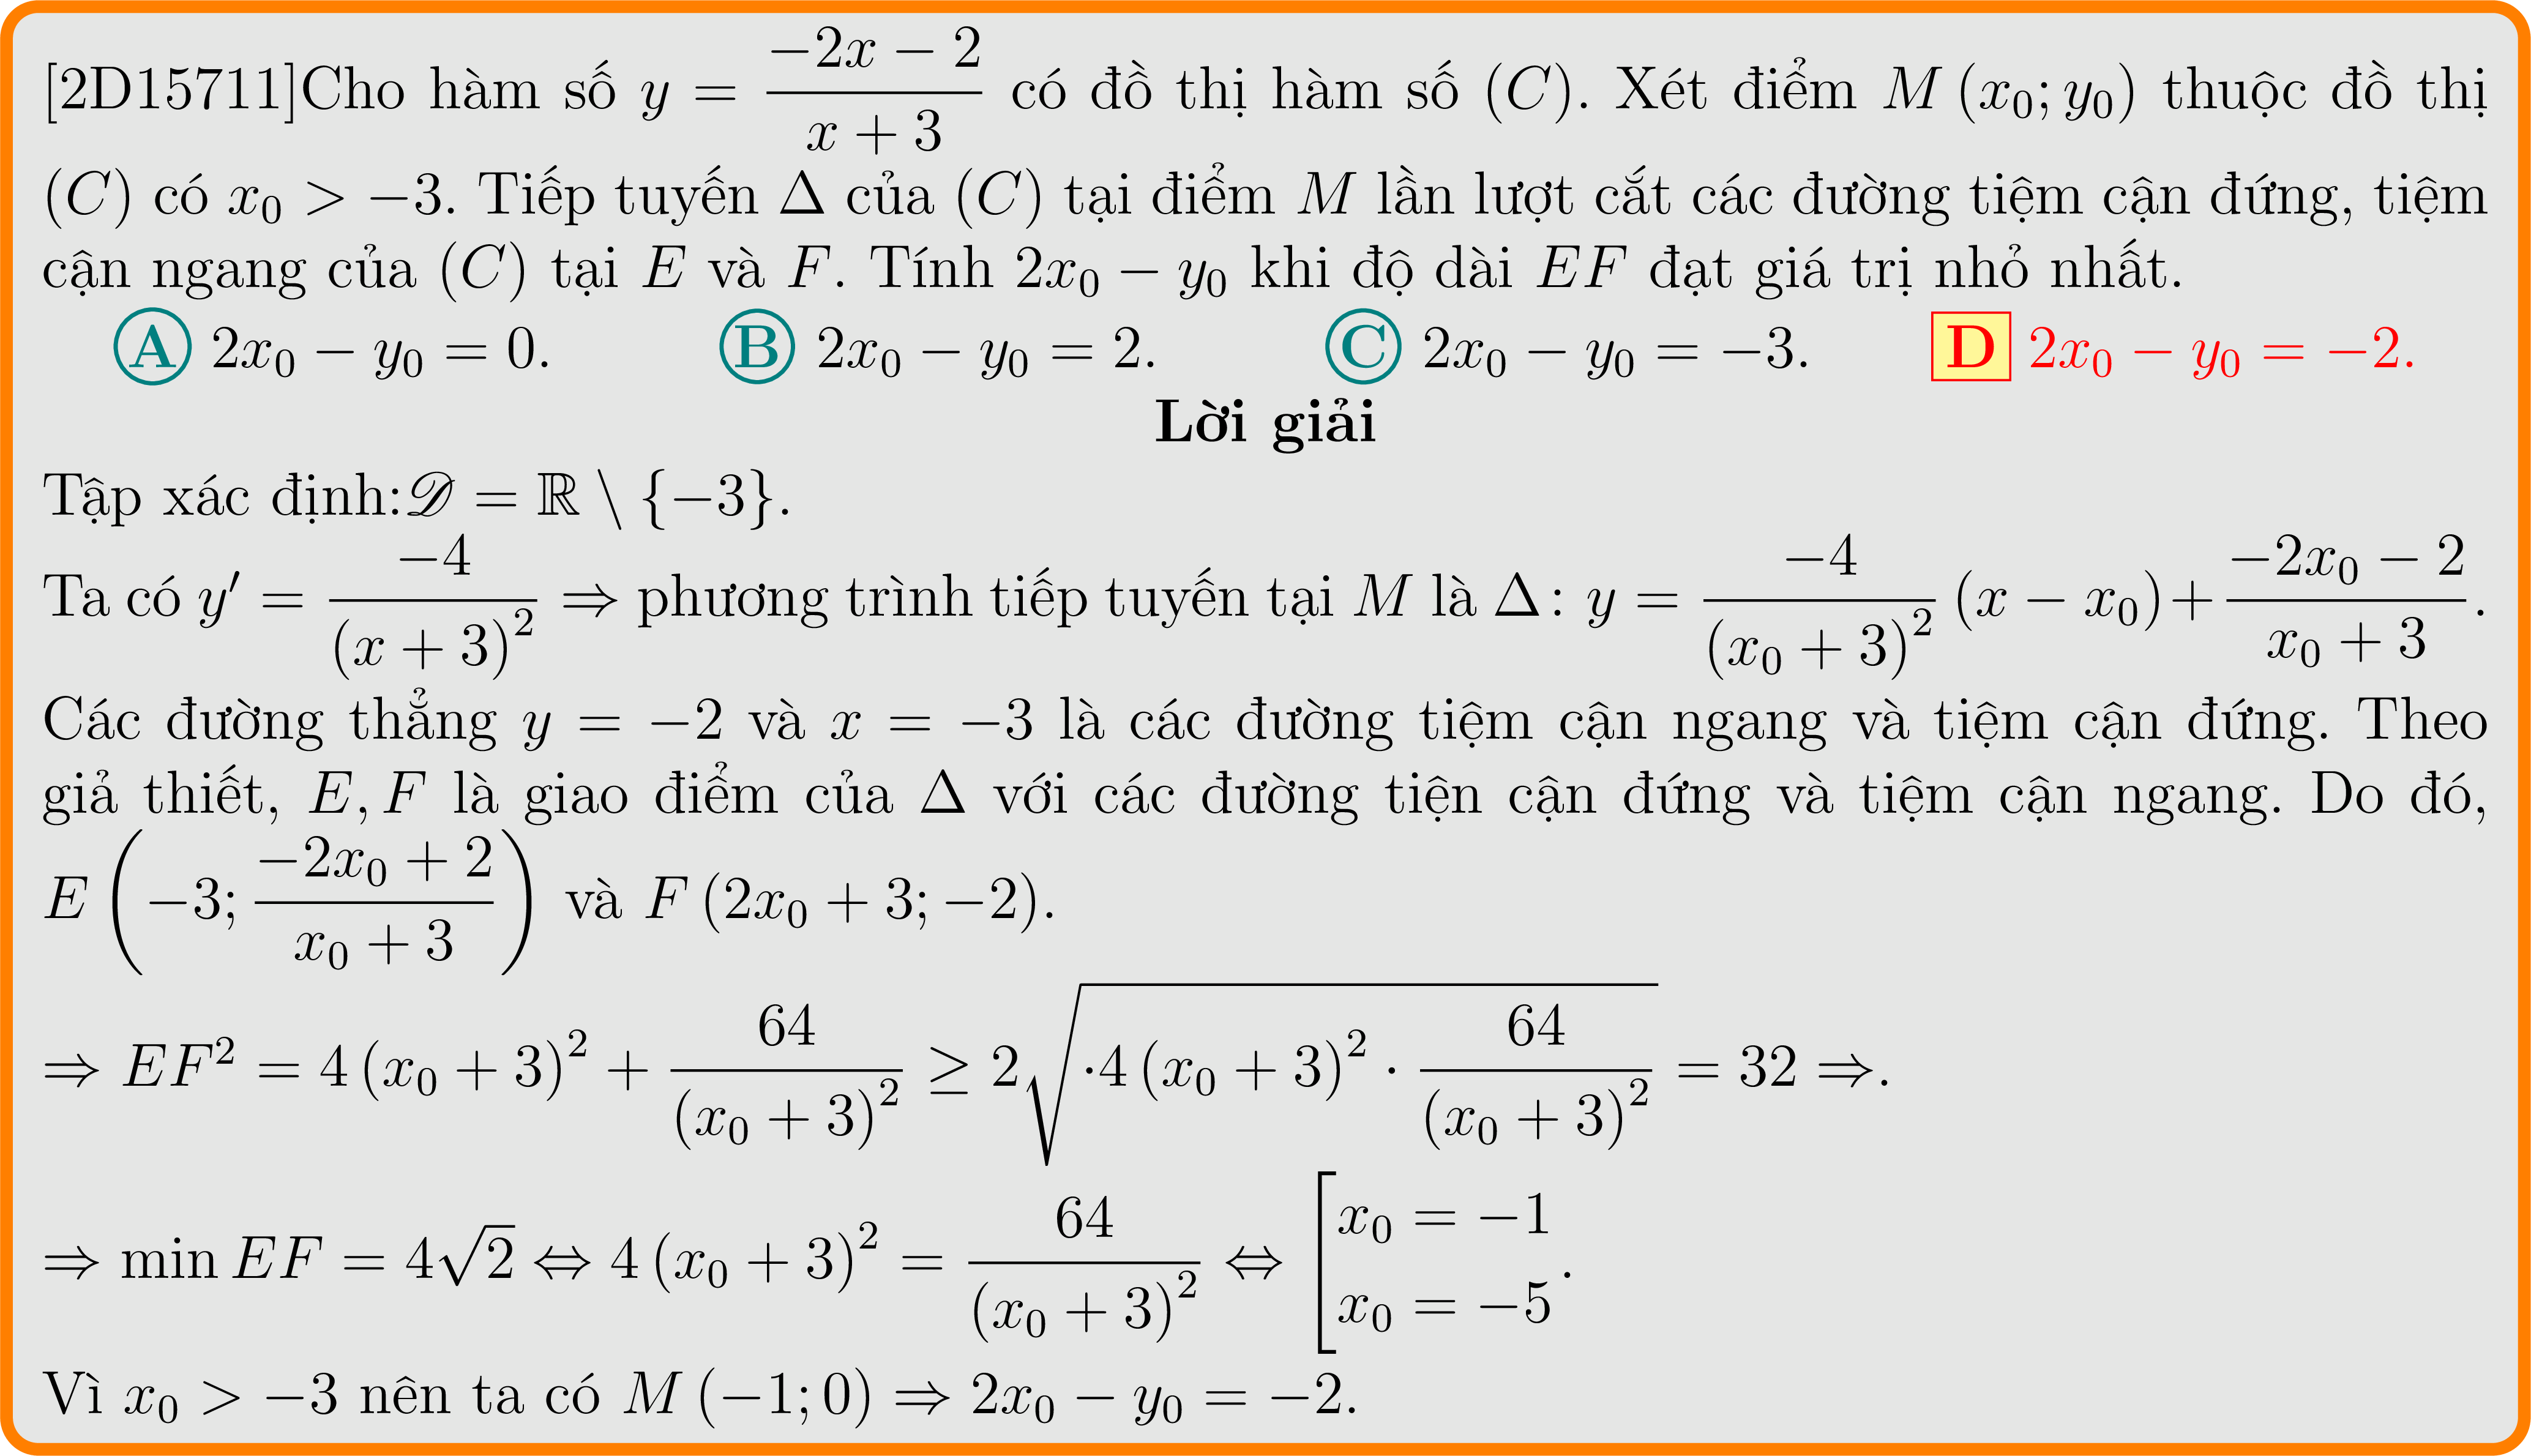 [2D15711]Cho hàm số $y = \dfrac{-2x-2}{x+3}$ có đồ thị hàm số $(C)$. Xét điểm $M(x_0; y_0)$ thuộc đồ thị
$(C)$ có $x_0 > -3$. Tiếp tuyến $\Delta$ của $(C)$ tại điểm $M$ lần lượt cắt các đường tiệm cận đứng, tiệm
cận ngang của $(C)$ tại $E$ và $F$. Tính $2x_0 - y_0$ khi độ dài $EF$ đạt giá trị nhỏ nhất.
A $2x_0 - y_0 = 0$. B $2x_0 - y_0 = 2$. C $2x_0 - y_0 = -3$. D $2x_0 - y_0 = -2$.
Lời giải
Tập xác định:$\mathscr{D} = \mathbb{R} \setminus \{-3\}$.
Ta có $y' = \dfrac{-4}{(x+3)^2} \Rightarrow$ phương trình tiếp tuyến tại $M$ là $\Delta\colon y = \dfrac{-4}{(x_0+3)^2}(x - x_0) + \dfrac{-2x_0-2}{x_0+3}$.
Các đường thẳng $y = -2$ và $x = -3$ là các đường tiệm cận ngang và tiệm cận đứng. Theo
giả thiết, $E, F$ là giao điểm của $\Delta$ với các đường tiện cận đứng và tiệm cận ngang. Do đó,
$E\left(-3; \dfrac{-2x_0+2}{x_0+3}\right)$ và $F(2x_0+3; -2)$.
$\Rightarrow EF^2 = 4(x_0+3)^2 + \dfrac{64}{(x_0+3)^2} \geq 2\sqrt{\cdot 4(x_0+3)^2 \cdot \dfrac{64}{(x_0+3)^2}} = 32 \Rightarrow$.
$\Rightarrow \min EF = 4\sqrt{2} \Leftrightarrow 4(x_0+3)^2 = \dfrac{64}{(x_0+3)^2} \Leftrightarrow \left[\begin{array}{l} x_0 = -1 \\ x_0 = -5 \end{array}\right.$.
Vì $x_0 > -3$ nên ta có $M(-1; 0) \Rightarrow 2x_0 - y_0 = -2$.